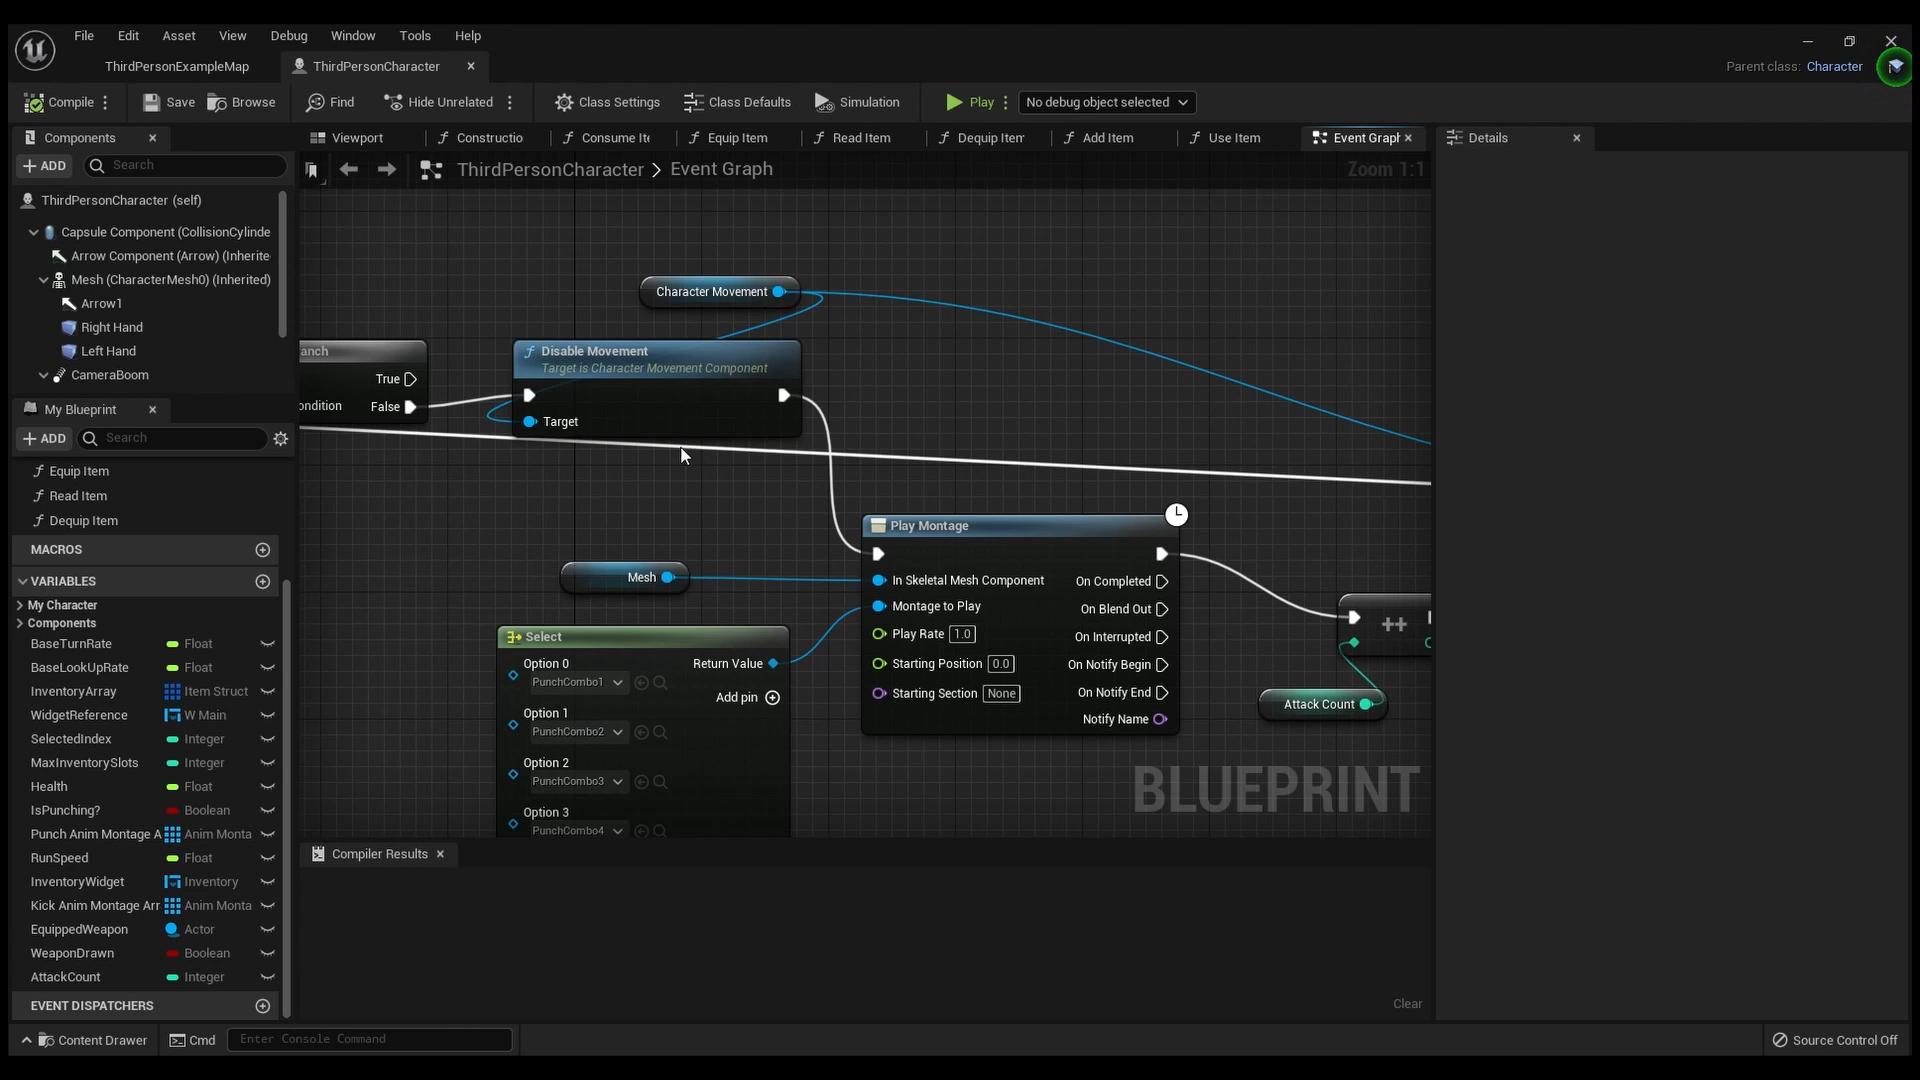 File Edit Asset View Debug Window Tools Help
ThirdPersonExampleMap
ThirdPersonCharacter
Parent class: Character
Compile
Save
Browse
Find
Hide Unrelated
Class Settings
Class Defaults
Simulation
Play
No debug object selected
Components
Viewport
Constructio
Consume Ite
Equip Item
Read Item
Dequip Item
Add Item
Use Item
Event Graph
Details
ADD
Search
ThirdPersonCharacter > Event Graph
Zoom 1:1
ThirdPersonCharacter (self)
Capsule Component (CollisionCylinde
Arrow Component (Arrow) (Inherite
Mesh (CharacterMesh0) (Inherited)
Arrow1
Right Hand
Left Hand
CameraBoom
My Blueprint
ADD
Search
Equip Item
Read Item
Dequip Item
MACROS
VARIABLES
My Character
Components
BaseTurnRate Float
BaseLookUpRate Float
InventoryArray Item Struct
WidgetReference W Main
SelectedIndex Integer
MaxInventorySlots Integer
Health Float
IsPunching? Boolean
Punch Anim Montage A Anim Monta
RunSpeed Float
InventoryWidget Inventory
Kick Anim Montage Arr Anim Monta
EquippedWeapon Actor
WeaponDrawn Boolean
AttackCount Integer
EVENT DISPATCHERS
Character Movement
anch
True
ondition False
Disable Movement
Target is Character Movement Component
Target
Mesh
Select
Option 0
PunchCombo1
Return Value
Add pin
Option 1
PunchCombo2
Option 2
PunchCombo3
Option 3
PunchCombo4
Play Montage
In Skeletal Mesh Component
On Completed
Montage to Play
On Blend Out
Play Rate 1.0
On Interrupted
Starting Position 0.0
On Notify Begin
Starting Section None
On Notify End
Notify Name
++
Attack Count
BLUEPRINT
Compiler Results
Clear
Content Drawer
Cmd
Enter Console Command
Source Control Off